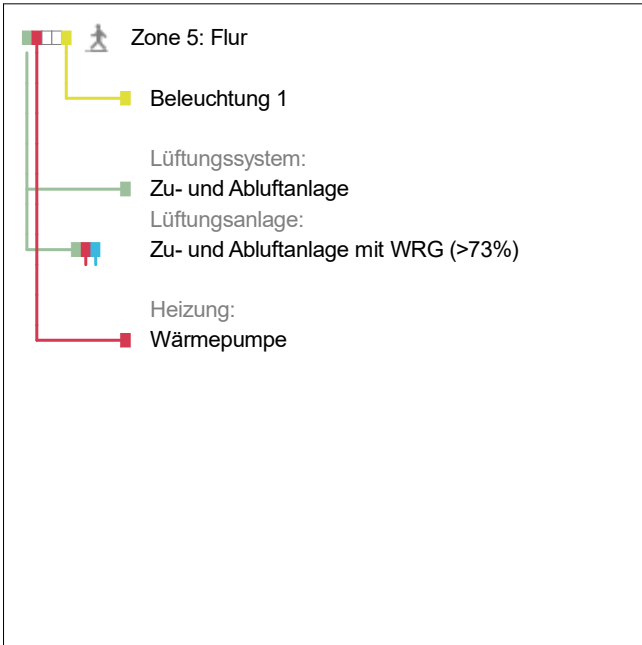 Zone 5: Flur
Beleuchtung 1
Lüftungssystem:
Zu- und Abluftanlage
Lüftungsanlage:
Zu- und Abluftanlage mit WRG (>73%)
Heizung:
Wärmepumpe